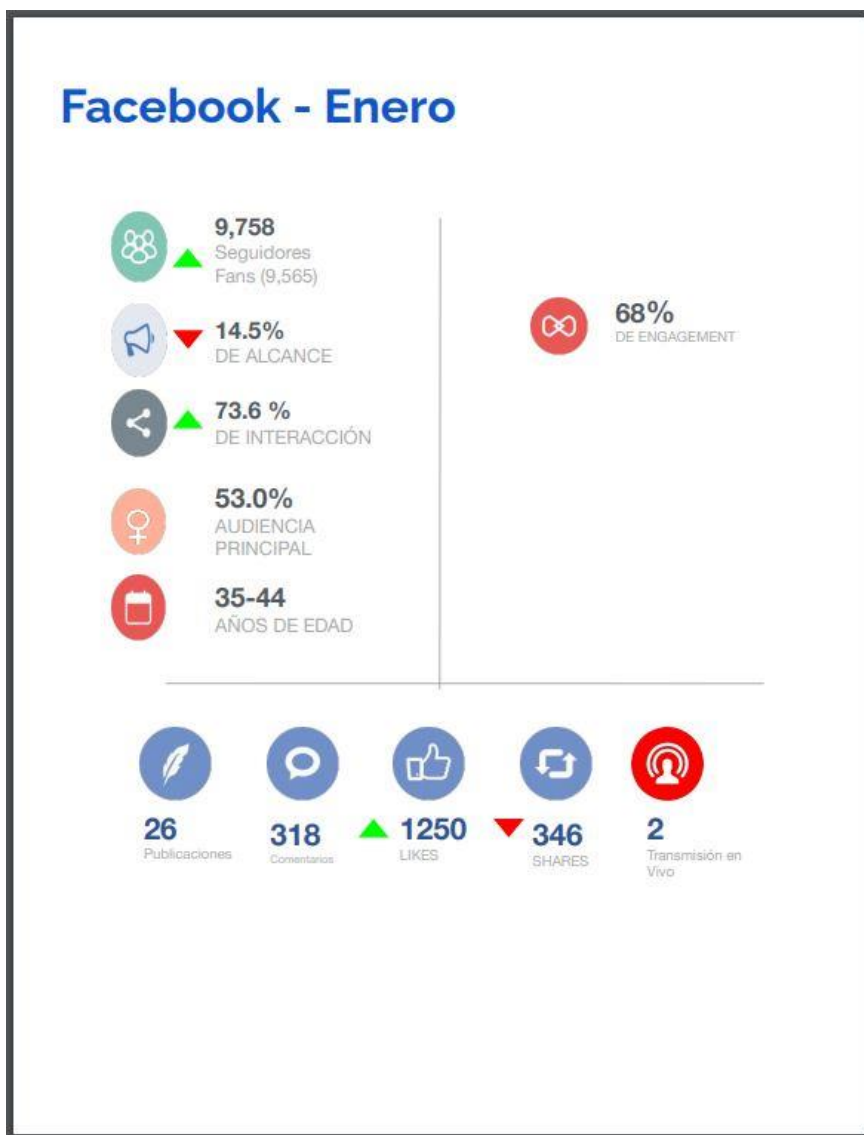 Facebook - Enero
9,758
Seguidores
Fans (9,565)
14.5%
DE ALCANCE
73.6 %
DE INTERACCIÓN
53.0%
AUDIENCIA
PRINCIPAL
35-44
AÑOS DE EDAD
68%
DE ENGAGEMENT
26
Publicaciones
318
Comentarios
1250
LIKES
346
SHARES
2
Transmisión en
Vivo